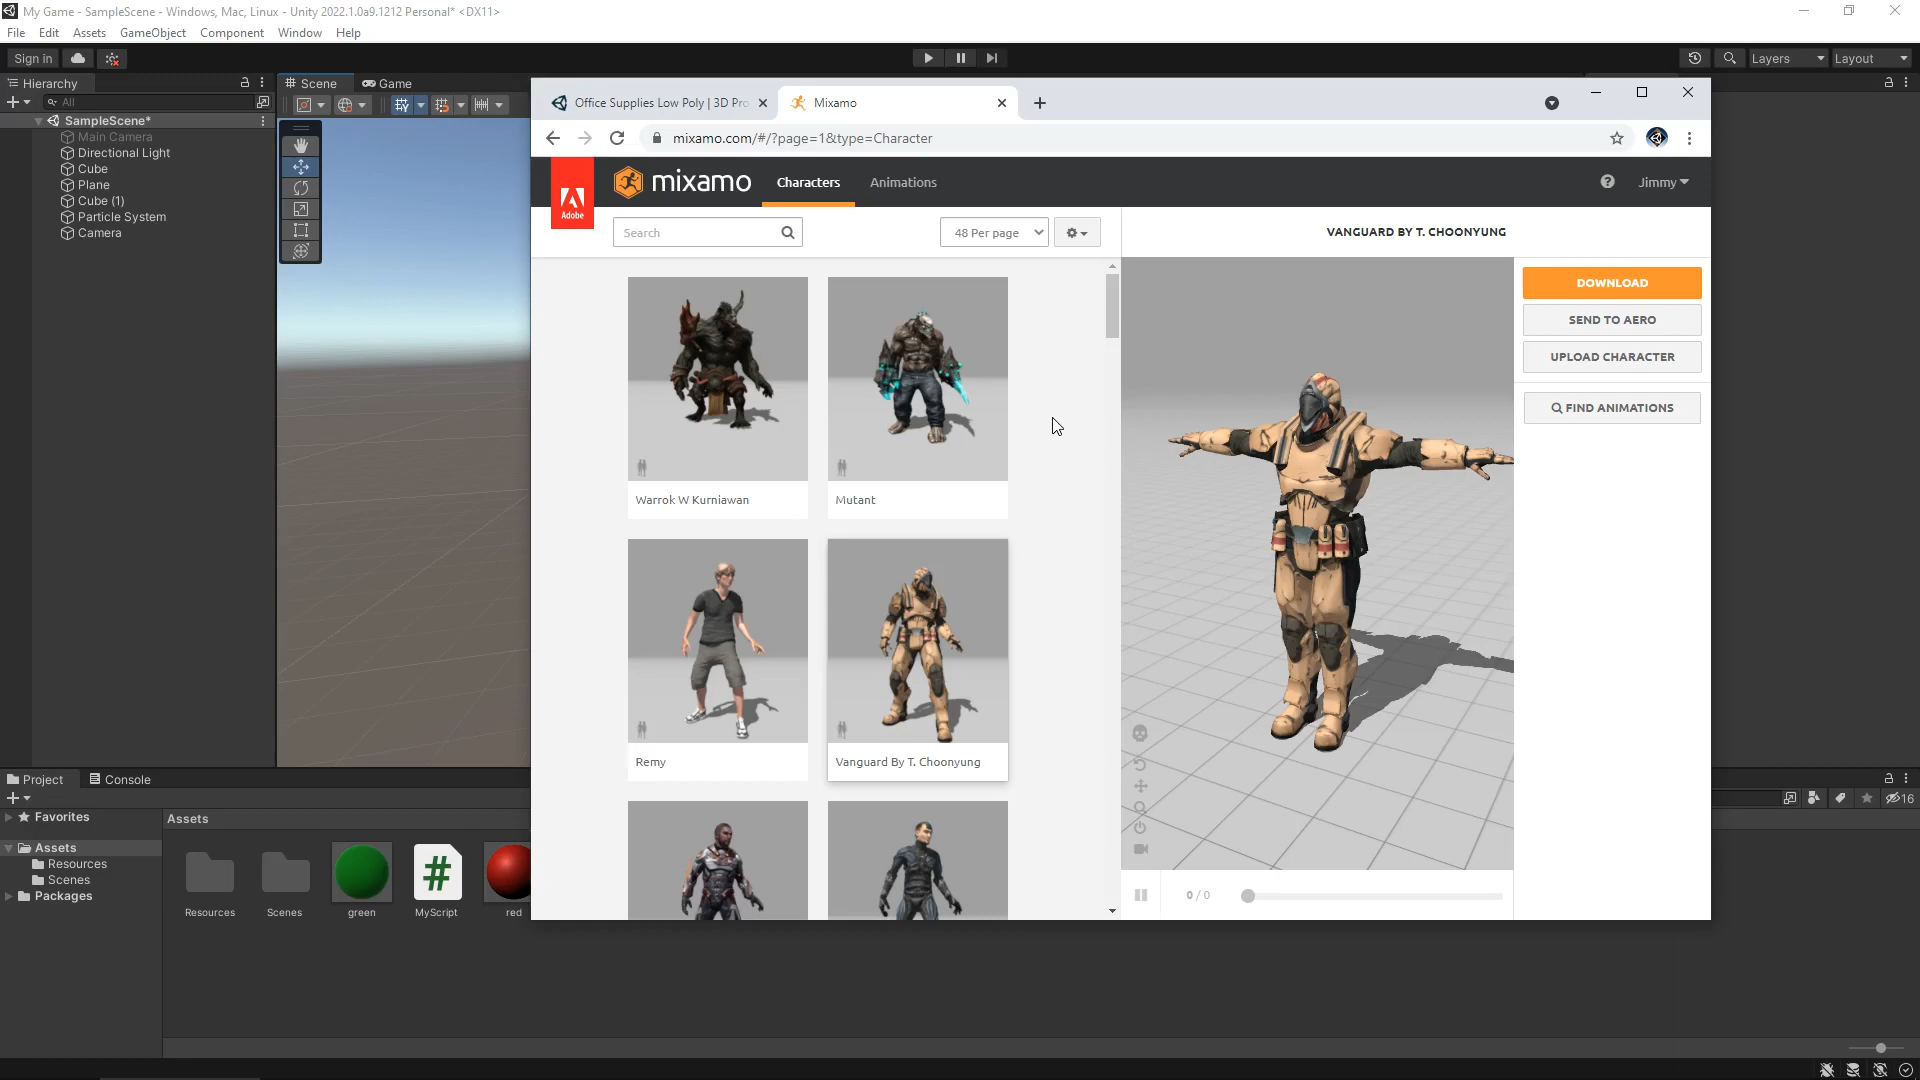 My Game - SampleScene - Windows, Mac, Linux - Unity 2022.1.0a9.1212 Personal* <DX11>
File Edit Assets GameObject Component Window Help
Sign in
Layers
Layout
Hierarchy
Scene
Game
All
SampleScene*
Main Camera
Directional Light
Cube
Plane
Cube (1)
Particle System
Camera
Office Supplies Low Poly | 3D Pro
Mixamo
mixamo.com/#/?page=1&type=Character
Adobe
mixamo
Characters
Animations
Jimmy
Search
48 Per page
VANGUARD BY T. CHOONYUNG
DOWNLOAD
SEND TO AERO
UPLOAD CHARACTER
FIND ANIMATIONS
Warrok W Kurniawan
Mutant
Remy
Vanguard By T. Choonyung
0 / 0
Project
Console
16
Favorites
Assets
Resources
Scenes
Packages
Assets
Resources
Scenes
green
#
MyScript
red